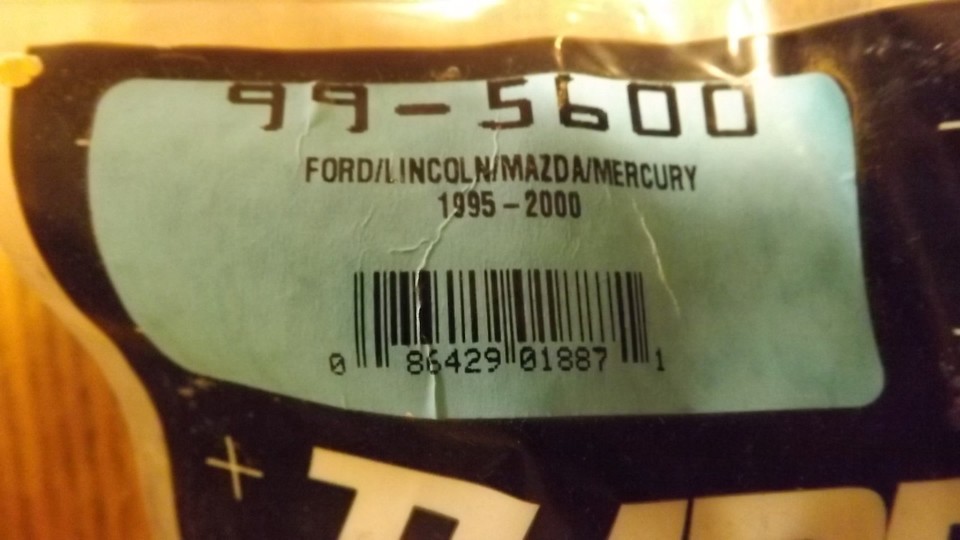 99-5600
FORD/LINCOLN/MAZDA/MERCURY
1995-2000
0 86429 01887 1